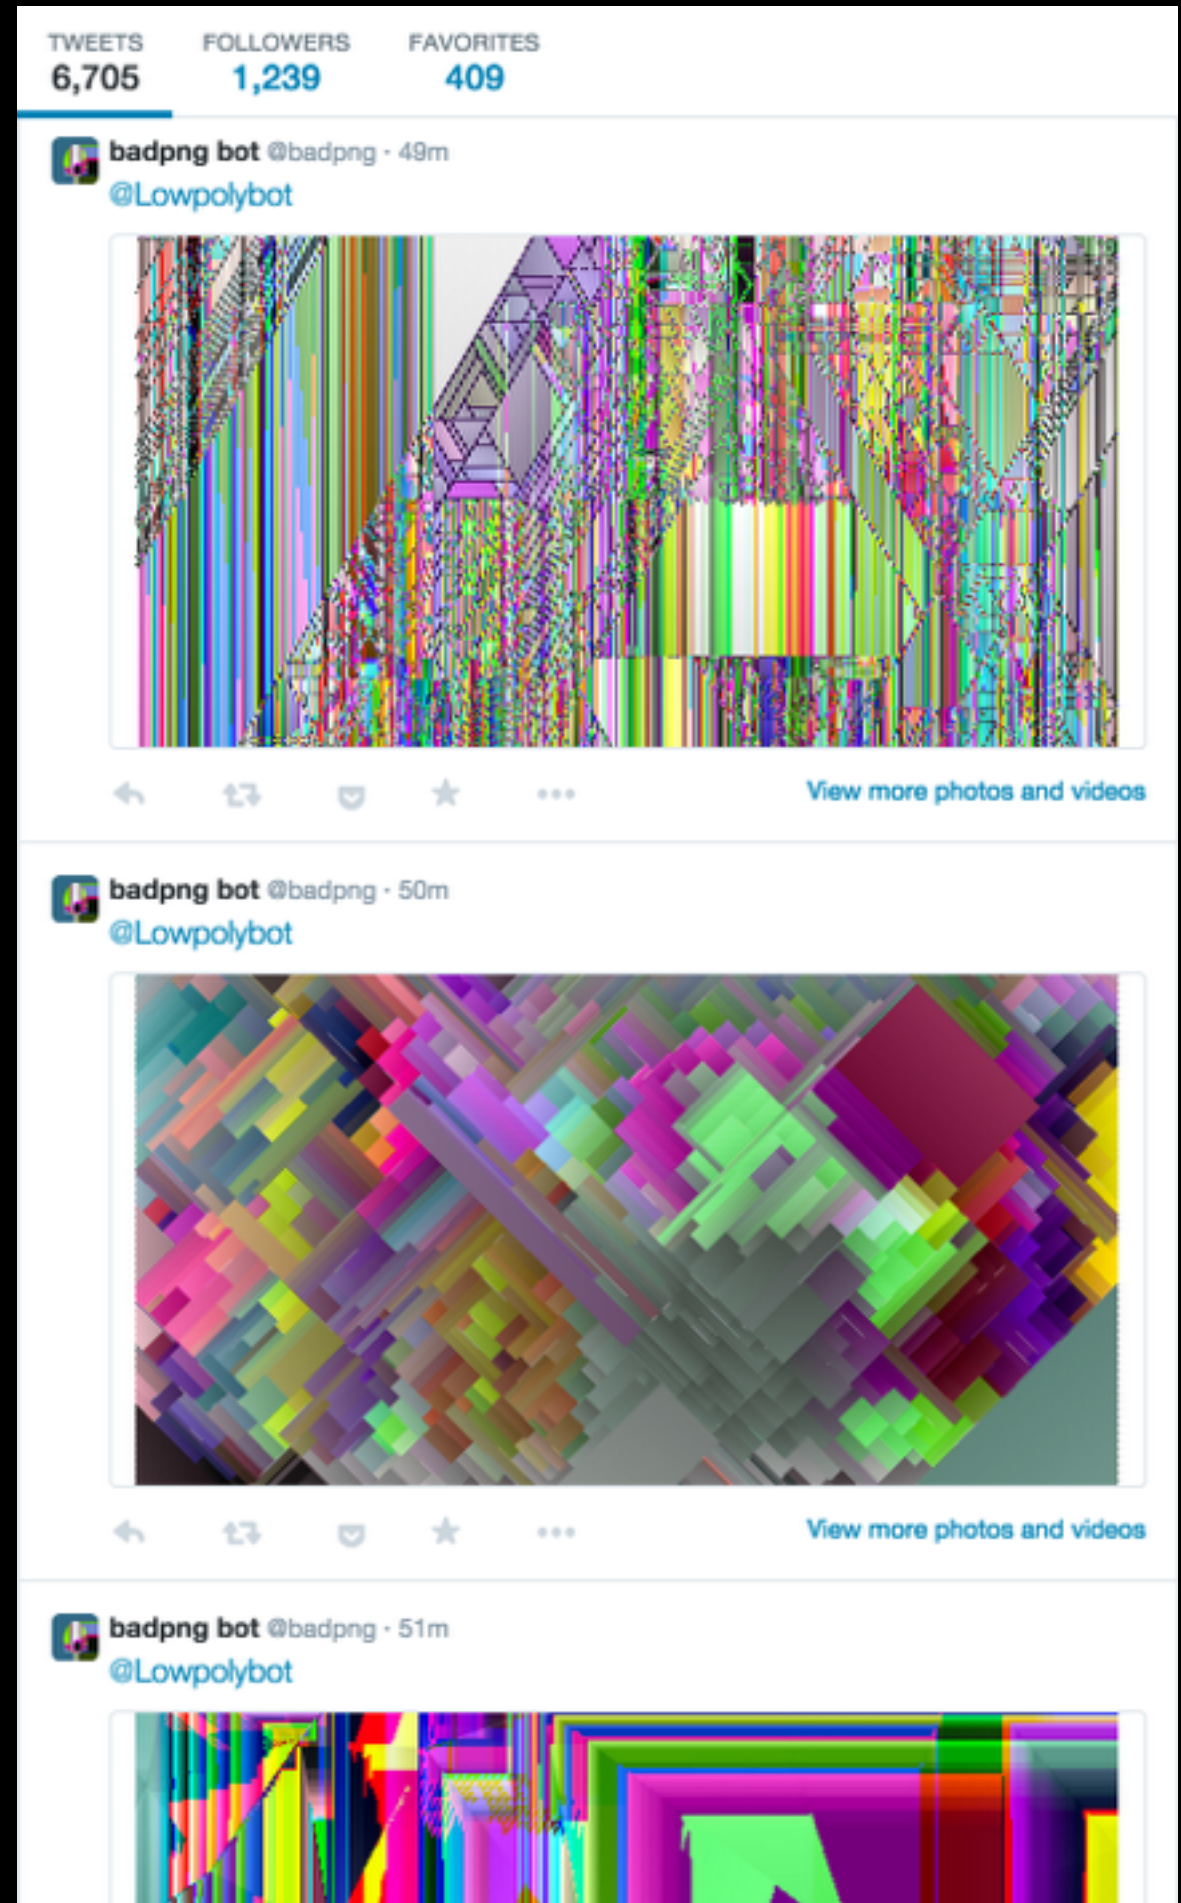 TWEETS FOLLOWERS FAVORITES
6,705 1,239 409
badpng bot @badpng · 49m
@Lowpolybot
View more photos and videos
badpng bot @badpng · 50m
@Lowpolybot
View more photos and videos
badpng bot @badpng · 51m
@Lowpolybot